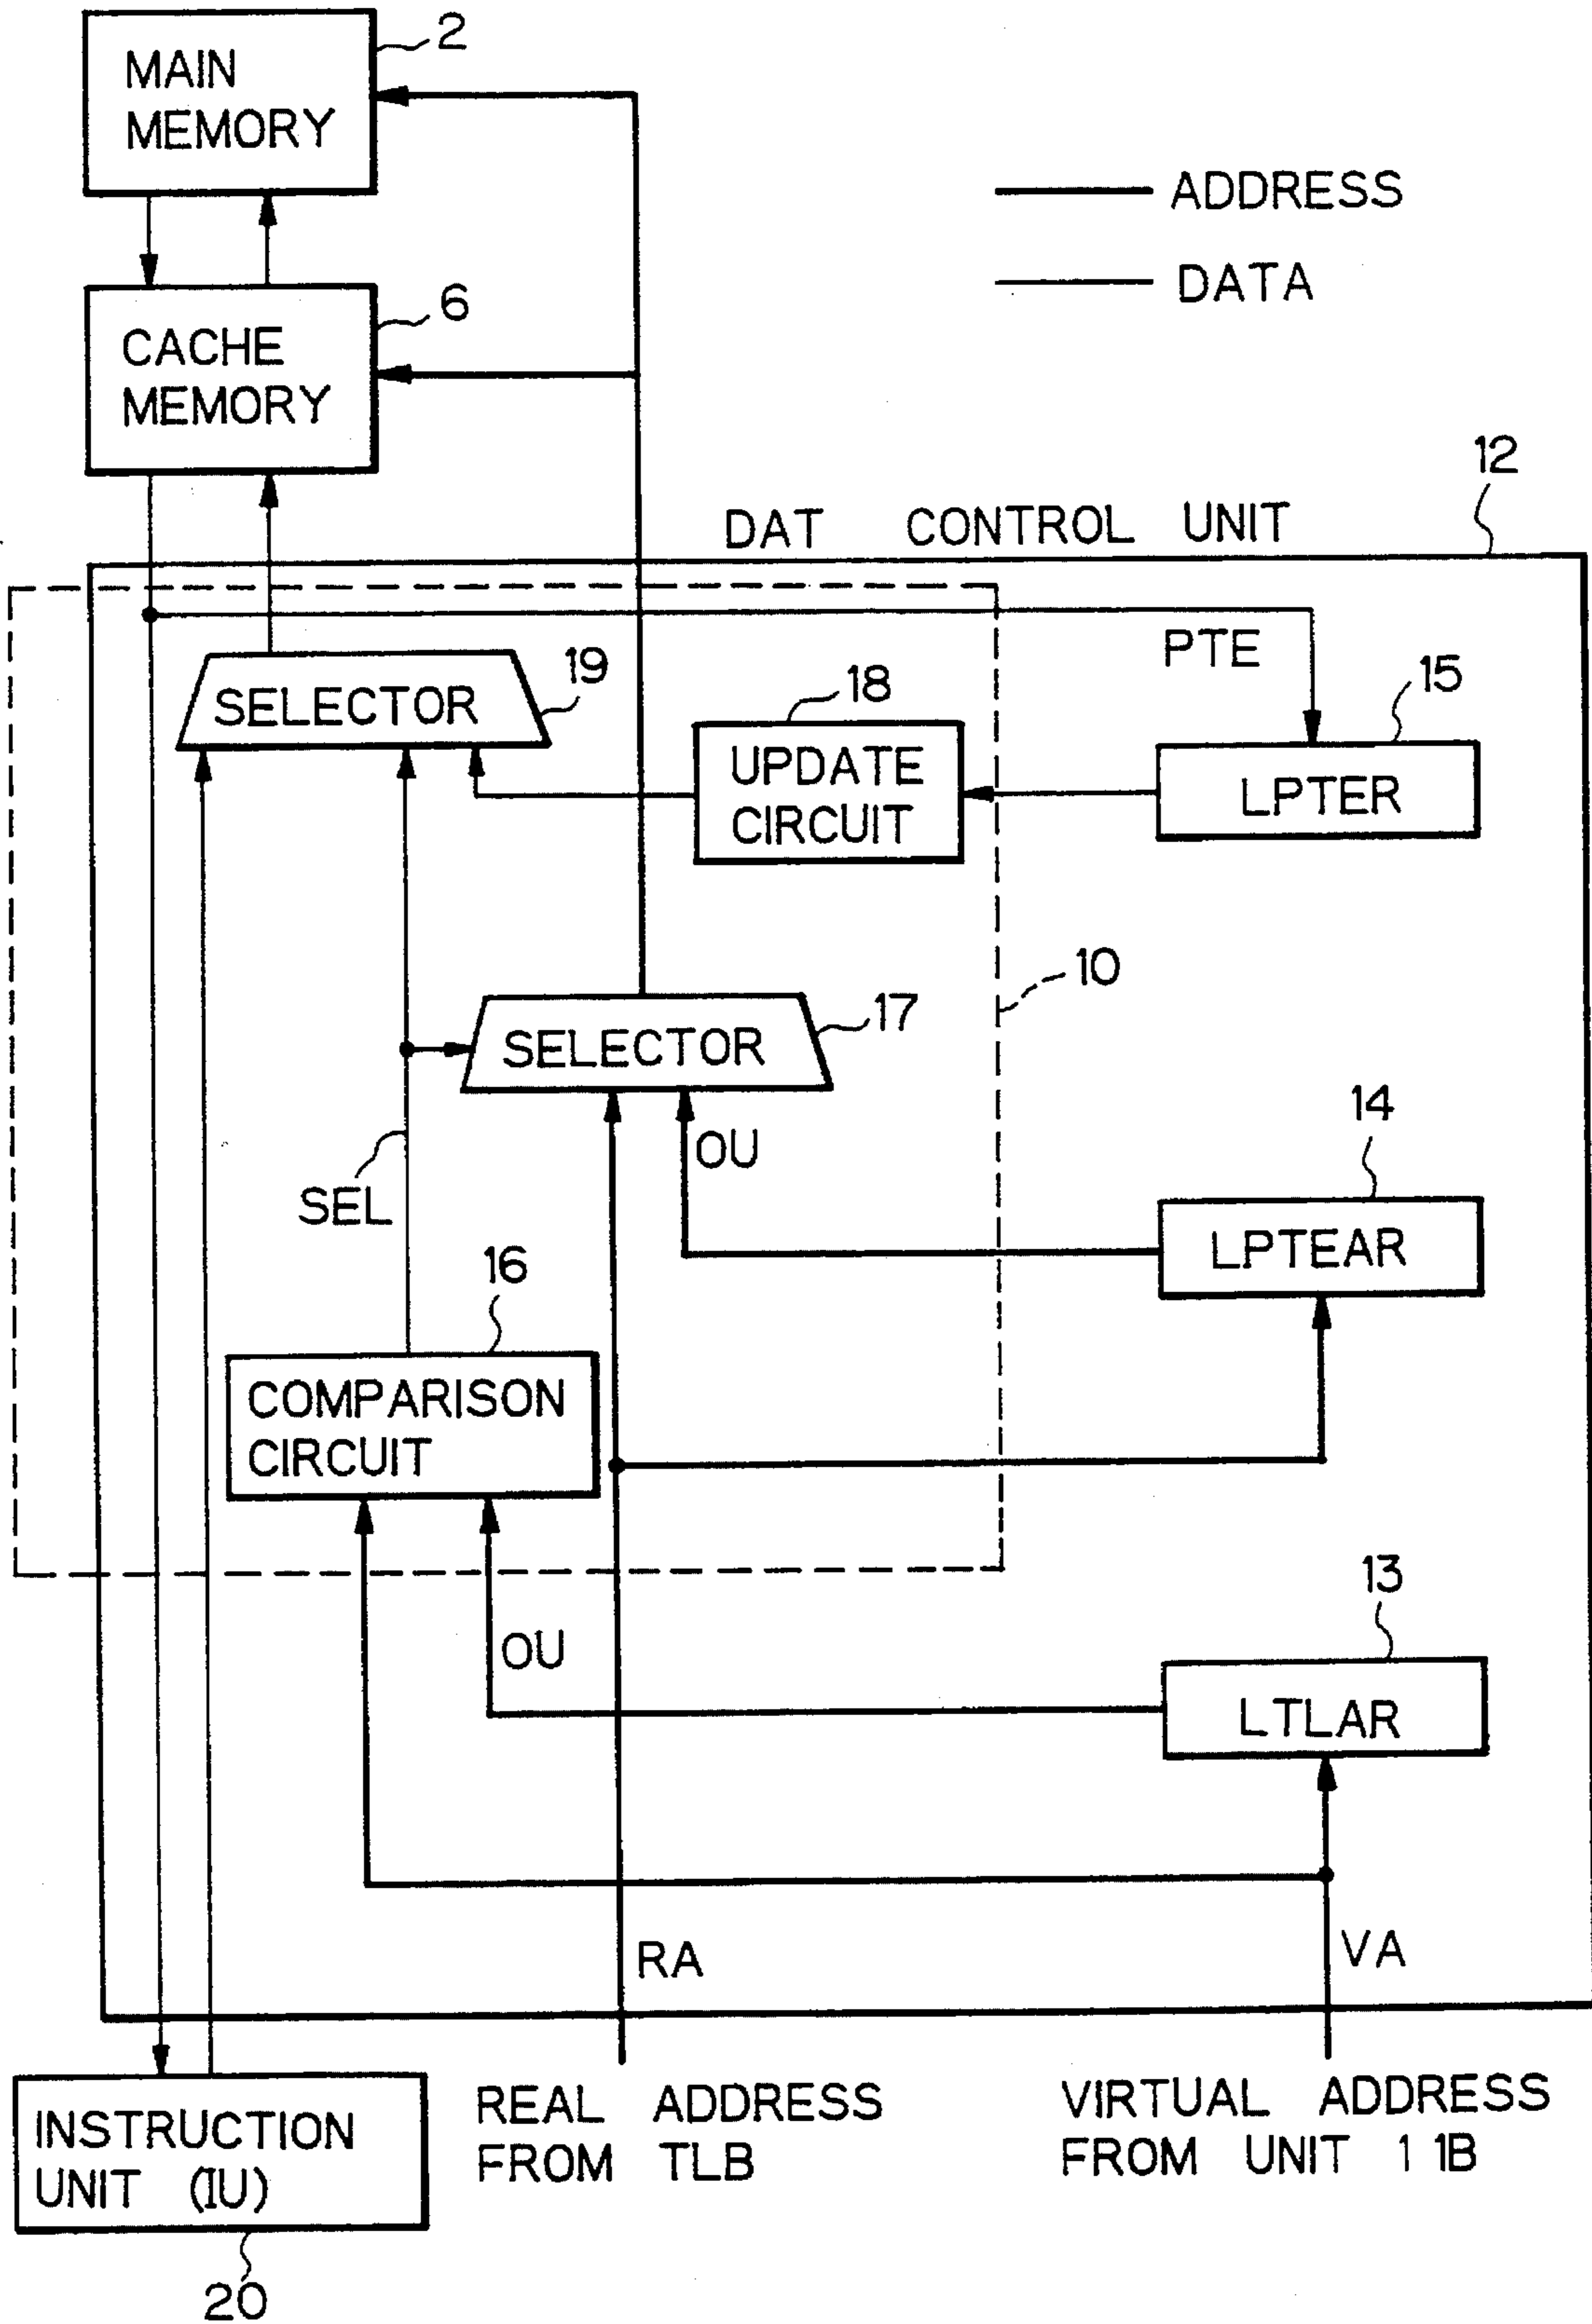 2
MAIN
MEMORY
ADDRESS
DATA
6
CACHE
MEMORY
12
DAT CONTROL UNIT
PTE
19
SELECTOR
18
15
UPDATE
CIRCUIT
LPTER
10
17
SELECTOR
14
OU
SEL
LPTEAR
16
COMPARISON
CIRCUIT
13
OU
LTLAR
RA
VA
INSTRUCTION
UNIT (IU)
REAL ADDRESS
FROM TLB
VIRTUAL ADDRESS
FROM UNIT 11B
20